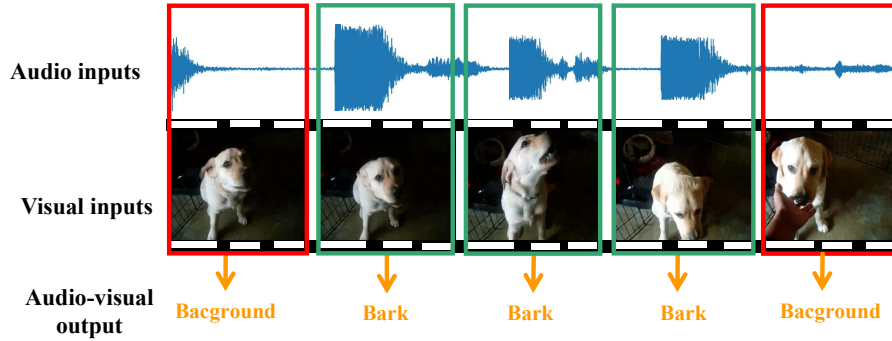 Audio inputs
Visual inputs
Audio-visual
output
Bacground
Bark
Bark
Bark
Bacground